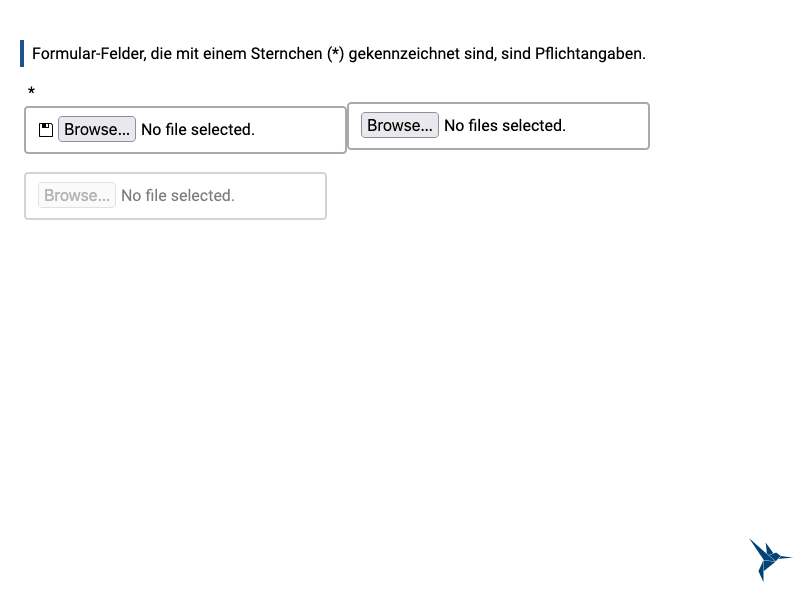 Formular-Felder, die mit einem Sternchen (*) gekennzeichnet sind, sind Pflichtangaben.
*
Browse... No file selected.
Browse... No files selected.
Browse... No file selected.